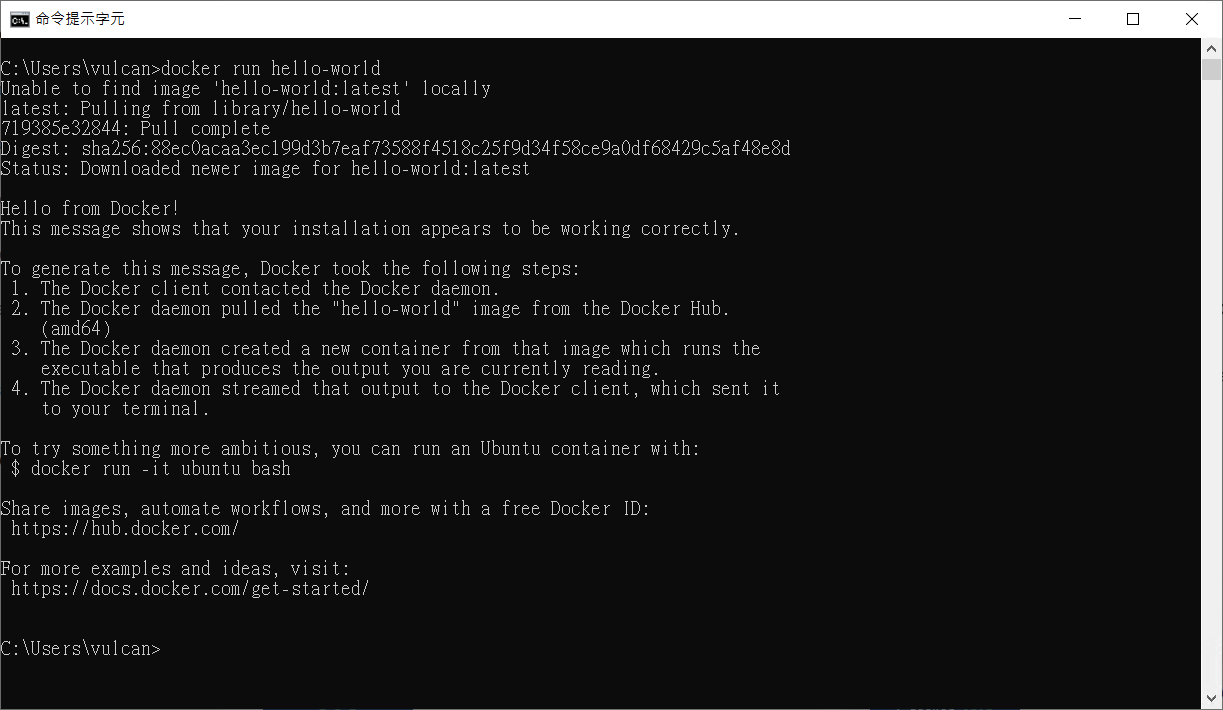 命令提示字元
C:\Users\vulcan>docker run hello-world
Unable to find image 'hello-world:latest' locally
latest: Pulling from library/hello-world
719385e32844: Pull complete
Digest: sha256:88ec0acaa3ec199d3b7eaf73588f4518c25f9d34f58ce9a0df68429c5af48e8d
Status: Downloaded newer image for hello-world:latest

Hello from Docker!
This message shows that your installation appears to be working correctly.

To generate this message, Docker took the following steps:
 1. The Docker client contacted the Docker daemon.
 2. The Docker daemon pulled the "hello-world" image from the Docker Hub.
    (amd64)
 3. The Docker daemon created a new container from that image which runs the
    executable that produces the output you are currently reading.
 4. The Docker daemon streamed that output to the Docker client, which sent it
    to your terminal.

To try something more ambitious, you can run an Ubuntu container with:
 $ docker run -it ubuntu bash

Share images, automate workflows, and more with a free Docker ID:
 https://hub.docker.com/

For more examples and ideas, visit:
 https://docs.docker.com/get-started/

C:\Users\vulcan>